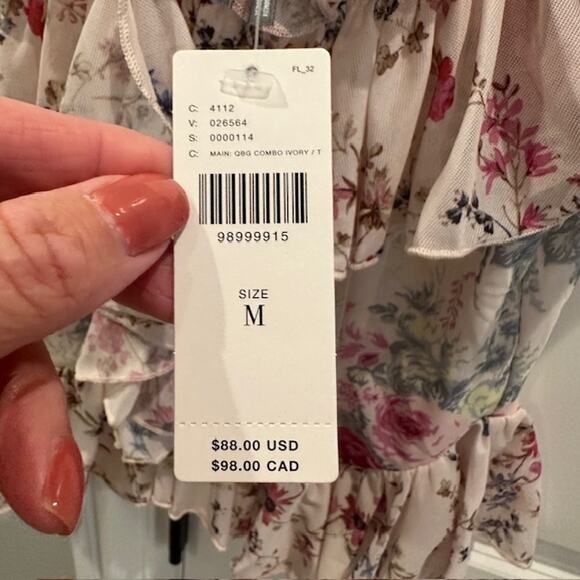 FL_32
C: 4112
V: 026564
S: 0000114
C: MAIN: QBG COMBO IVORY / T
98999915
SIZE
M
$88.00 USD
$98.00 CAD